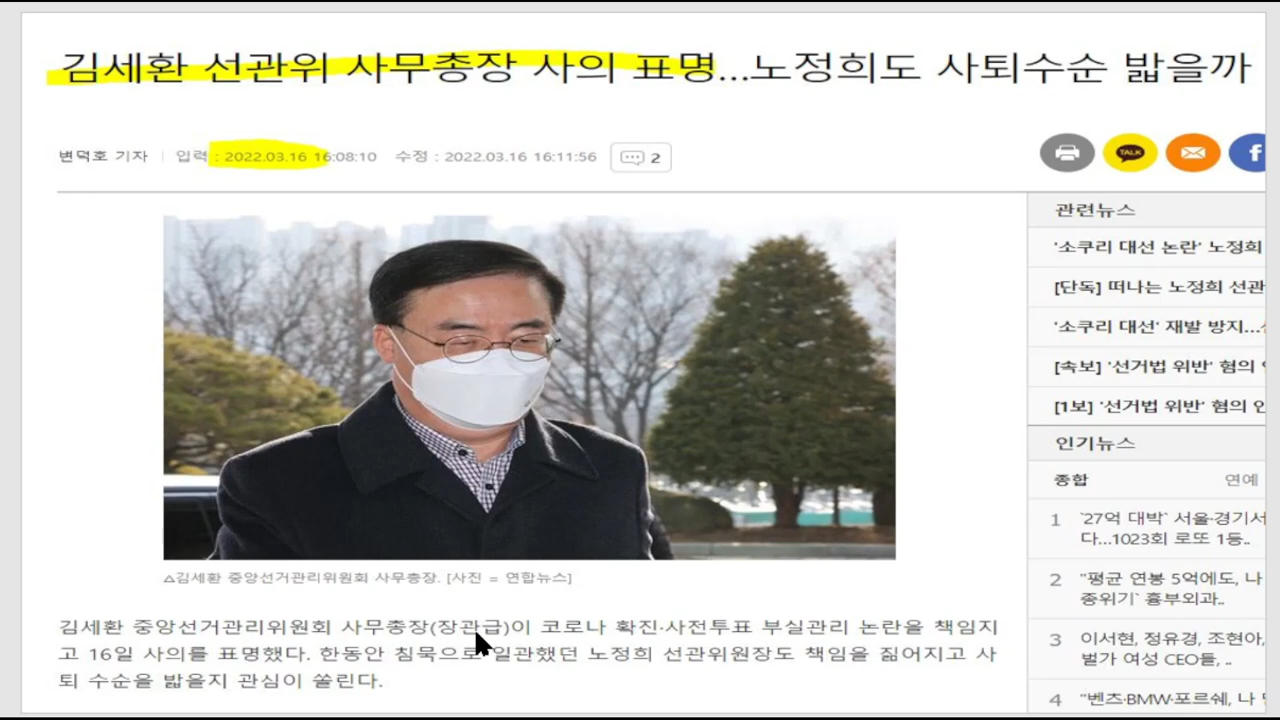 김세환 선관위 사무총장 사의 표명...노정희도 사퇴수순 밟을까
변덕호 기자 입력 : 2022.03.16 16:08:10 수정 : 2022.03.16 16:11:56 2
TALK
f
△김세환 중앙선거관리위원회 사무총장. [사진 = 연합뉴스]
김세환 중앙선거관리위원회 사무총장(장관급)이 코로나 확진·사전투표 부실관리 논란을 책임지
고 16일 사의를 표명했다. 한동안 침묵으로 일관했던 노정희 선관위원장도 책임을 짊어지고 사
퇴 수순을 밟을지 관심이 쏠린다.
관련뉴스
'소쿠리 대선 논란' 노정희
[단독] 떠나는 노정희 선관
'소쿠리 대선' 재발 방지...
[속보] '선거법 위반' 혐의
[1보] '선거법 위반' 혐의 인
인기뉴스
종합 연예
1 `27억 대박` 서울·경기서
다...1023회 로또 1등..
2 "평균 연봉 5억에도, 나
종위기` 흉부외과..
3 이서현, 정유경, 조현아,
벌가 여성 CEO들, ..
4 "벤츠·BMW·포르쉐, 나